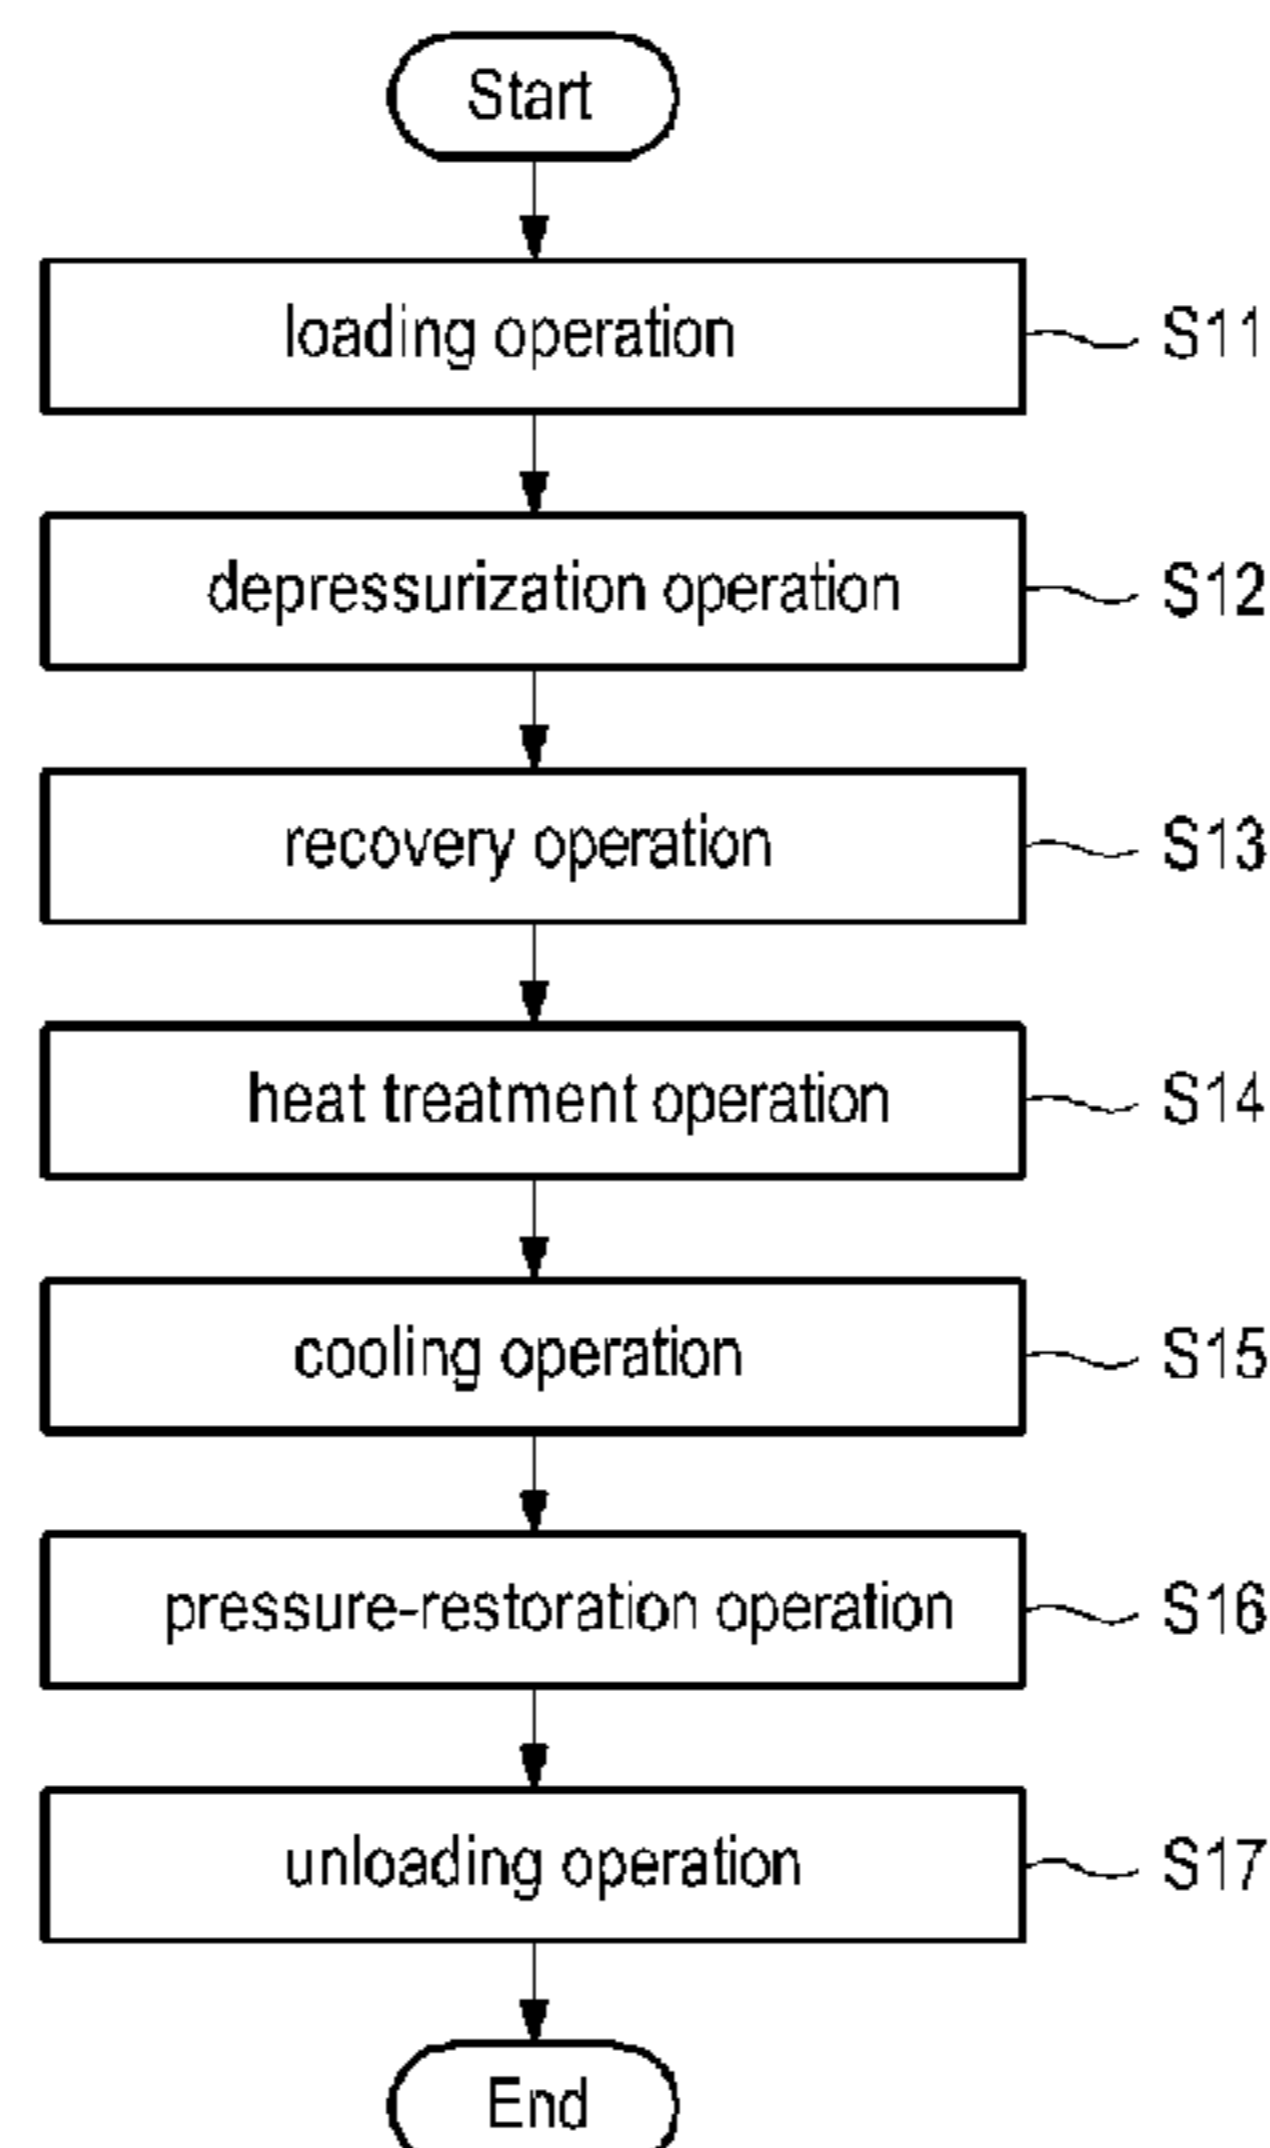 Start
loading operation S11
depressurization operation S12
recovery operation S13
heat treatment operation S14
cooling operation S15
pressure-restoration operation S16
unloading operation S17
End